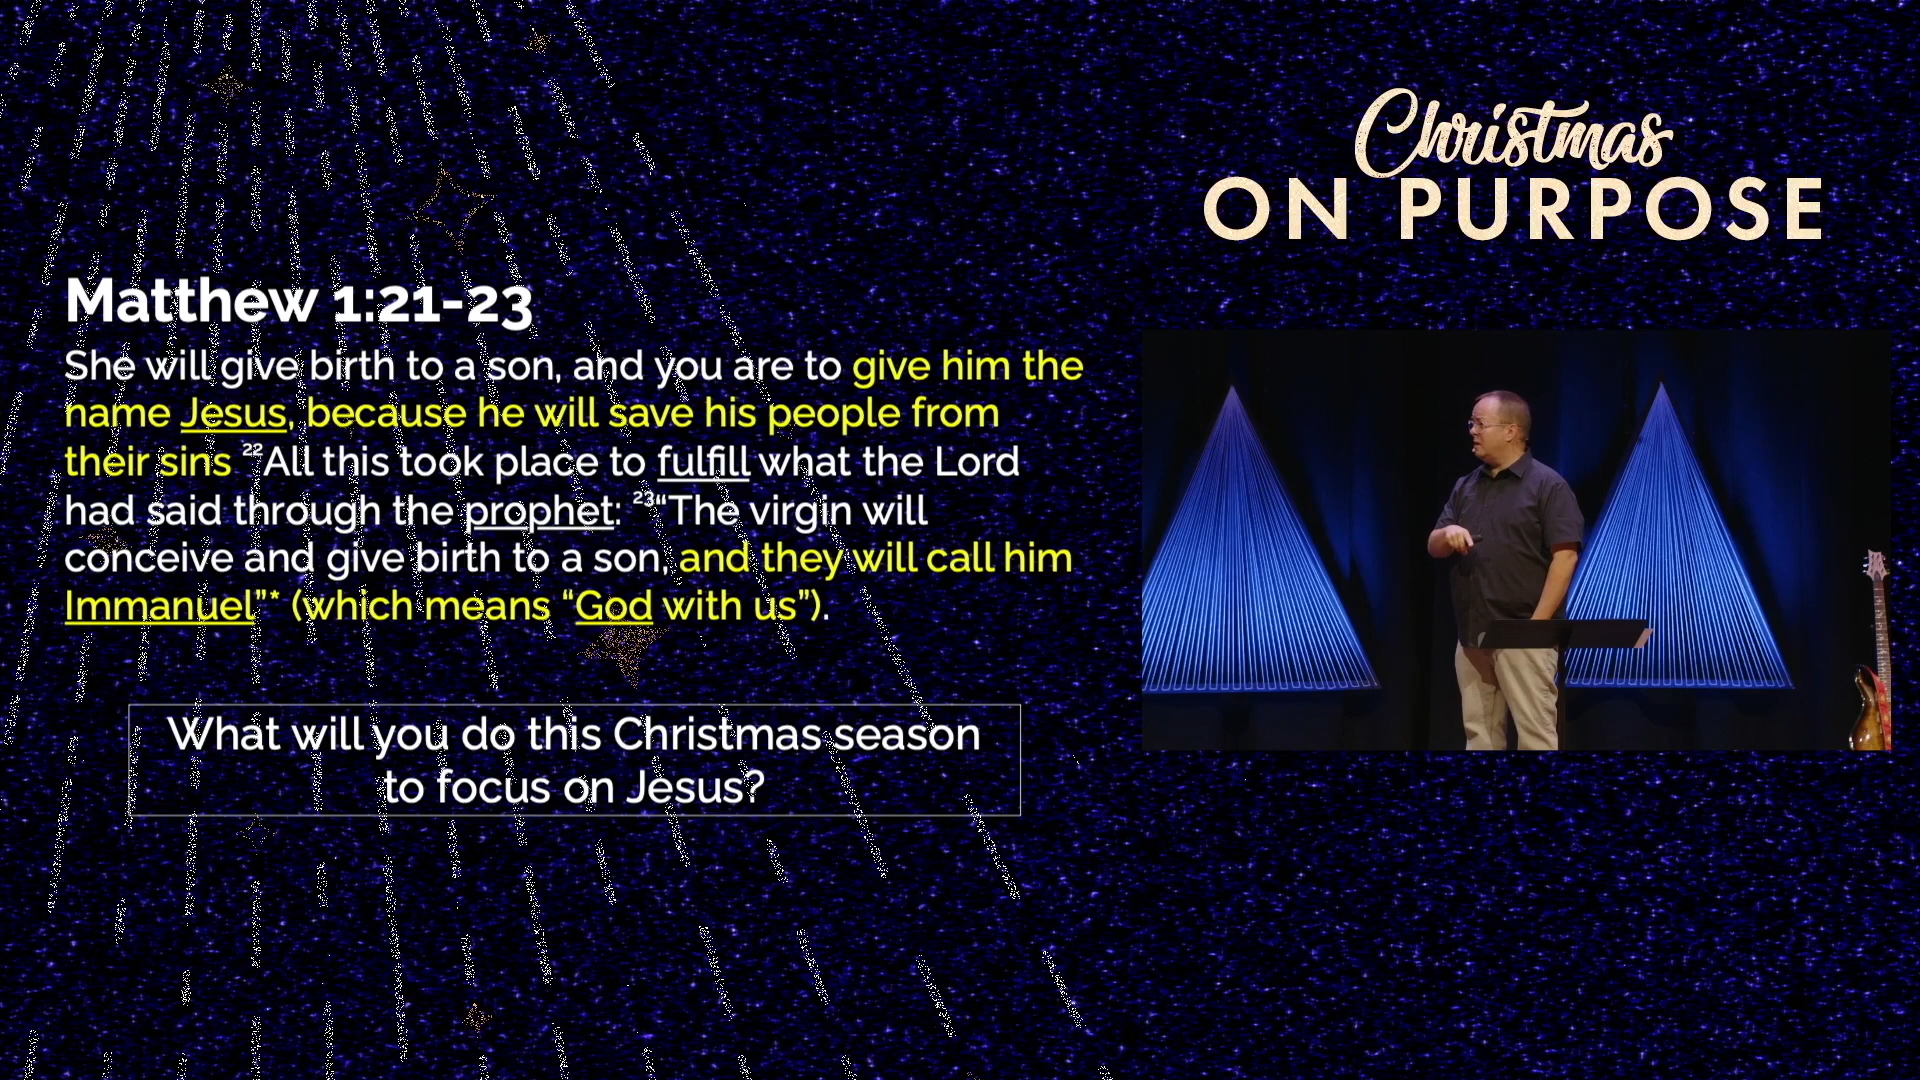 Christmas
ON PURPOSE
Matthew 1:21-23
She will give birth to a son, and you are to give him the
name Jesus, because he will save his people from
their sins ²²All this took place to fulfill what the Lord
had said through the prophet: ²³“The virgin will
conceive and give birth to a son, and they will call him
Immanuel”* (which means “God with us”).
What will you do this Christmas season
to focus on Jesus?